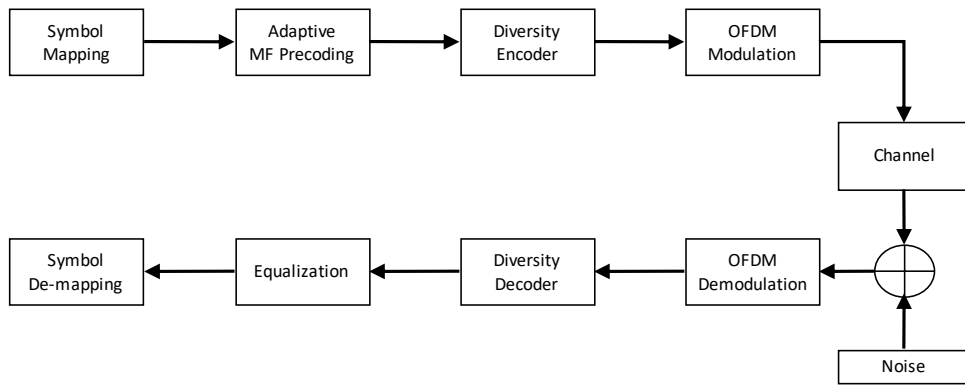 Symbol
Mapping
Adaptive
MF Precoding
Diversity
Encoder
OFDM
Modulation
Channel
Symbol
De-mapping
Equalization
Diversity
Decoder
OFDM
Demodulation
Noise